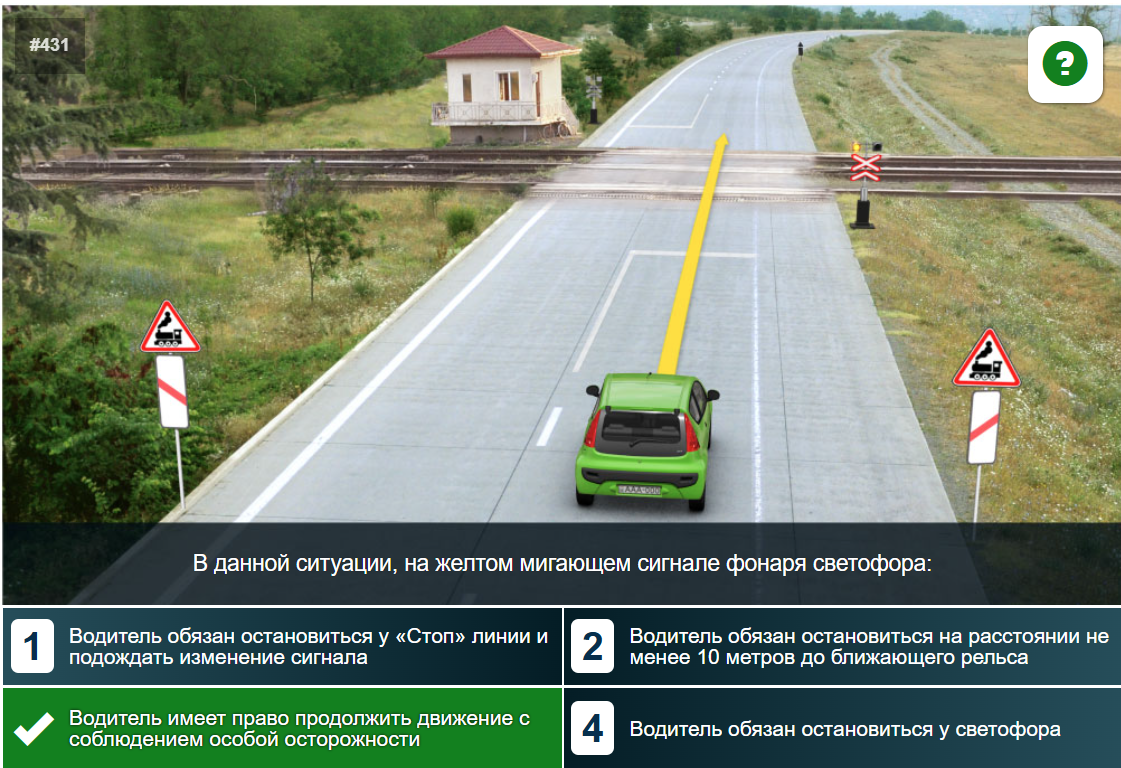 #431
?
AAA-000
В данной ситуации, на желтом мигающем сигнале фонаря светофора:
1
Водитель обязан остановиться у «Стоп» линии и
подождать изменение сигнала
2
Водитель обязан остановиться на расстоянии не
менее 10 метров до ближающего рельса
Водитель имеет право продолжить движение с
соблюдением особой осторожности
4
Водитель обязан остановиться у светофора